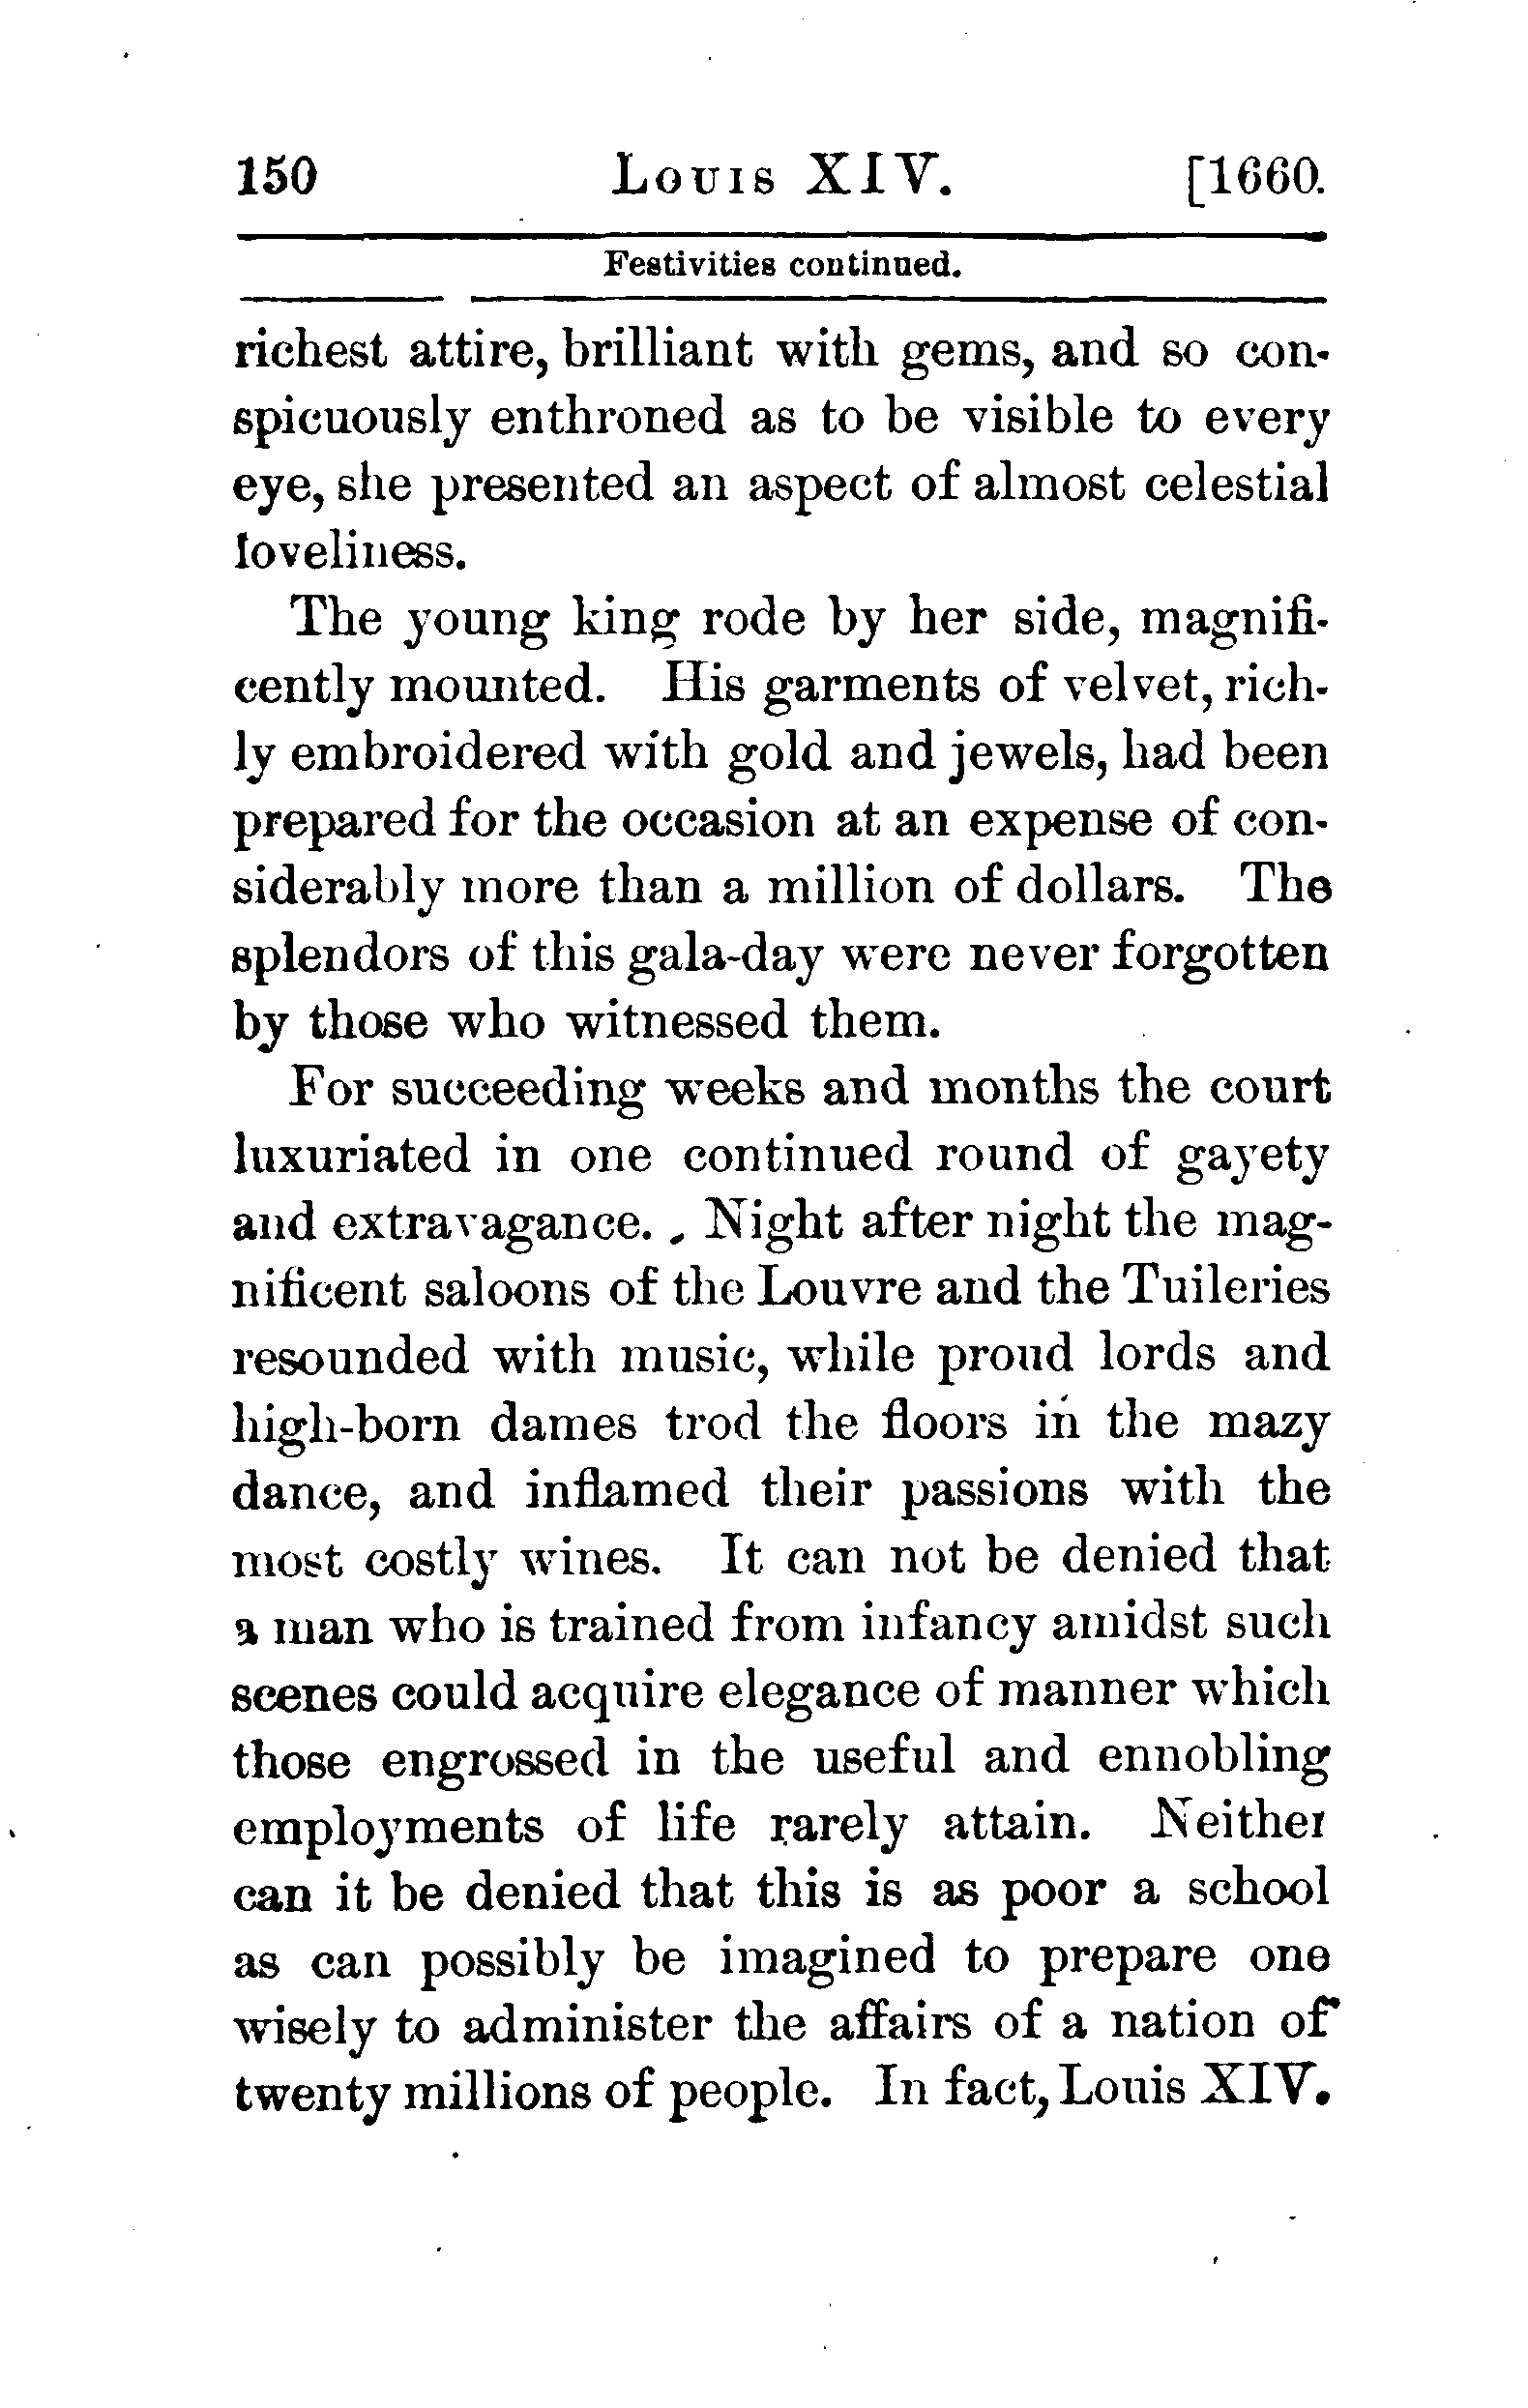 150 Louis XIV. [1660.
Festivities continued.
richest attire, brilliant with gems, and so con-
spicuously enthroned as to be visible to every
eye, she presented an aspect of almost celestial
loveliness.
The young king rode by her side, magnifi-
cently mounted. His garments of velvet, rich-
ly embroidered with gold and jewels, had been
prepared for the occasion at an expense of con-
siderably more than a million of dollars. The
splendors of this gala-day were never forgotten
by those who witnessed them.
For succeeding weeks and months the court
luxuriated in one continued round of gayety
and extravagance. Night after night the mag-
nificent saloons of the Louvre and the Tuileries
resounded with music, while proud lords and
high-born dames trod the floors in the mazy
dance, and inflamed their passions with the
most costly wines. It can not be denied that
a man who is trained from infancy amidst such
scenes could acquire elegance of manner which
those engrossed in the useful and ennobling
employments of life rarely attain. Neither
can it be denied that this is as poor a school
as can possibly be imagined to prepare one
wisely to administer the affairs of a nation of
twenty millions of people. In fact, Louis XIV.